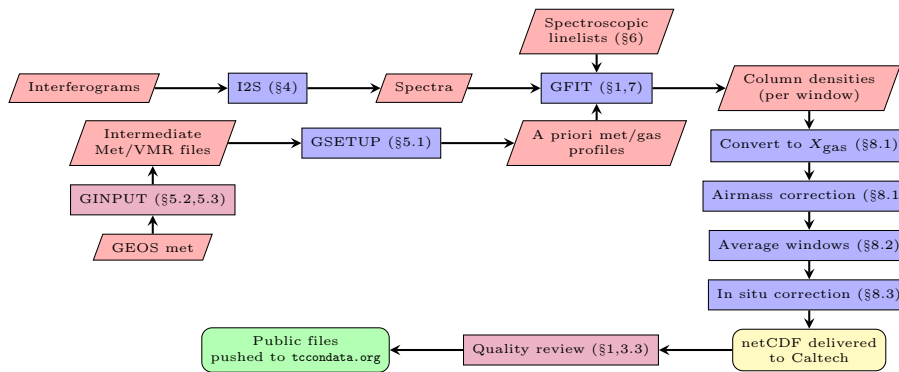 Spectroscopic
linelists (§6)
Interferograms
I2S (§4)
Spectra
GFIT (§1,7)
Column densities
(per window)
Intermediate
Met/VMR files
GSETUP (§5.1)
A priori met/gas
profiles
Convert to Xgas (§8.1)
GINPUT (§5.2,5.3)
Airmass correction (§8.1
GEOS met
Average windows (§8.2)
In situ correction (§8.3)
Public files
pushed to tccondata.org
Quality review (§1,3.3)
netCDF delivered
to Caltech